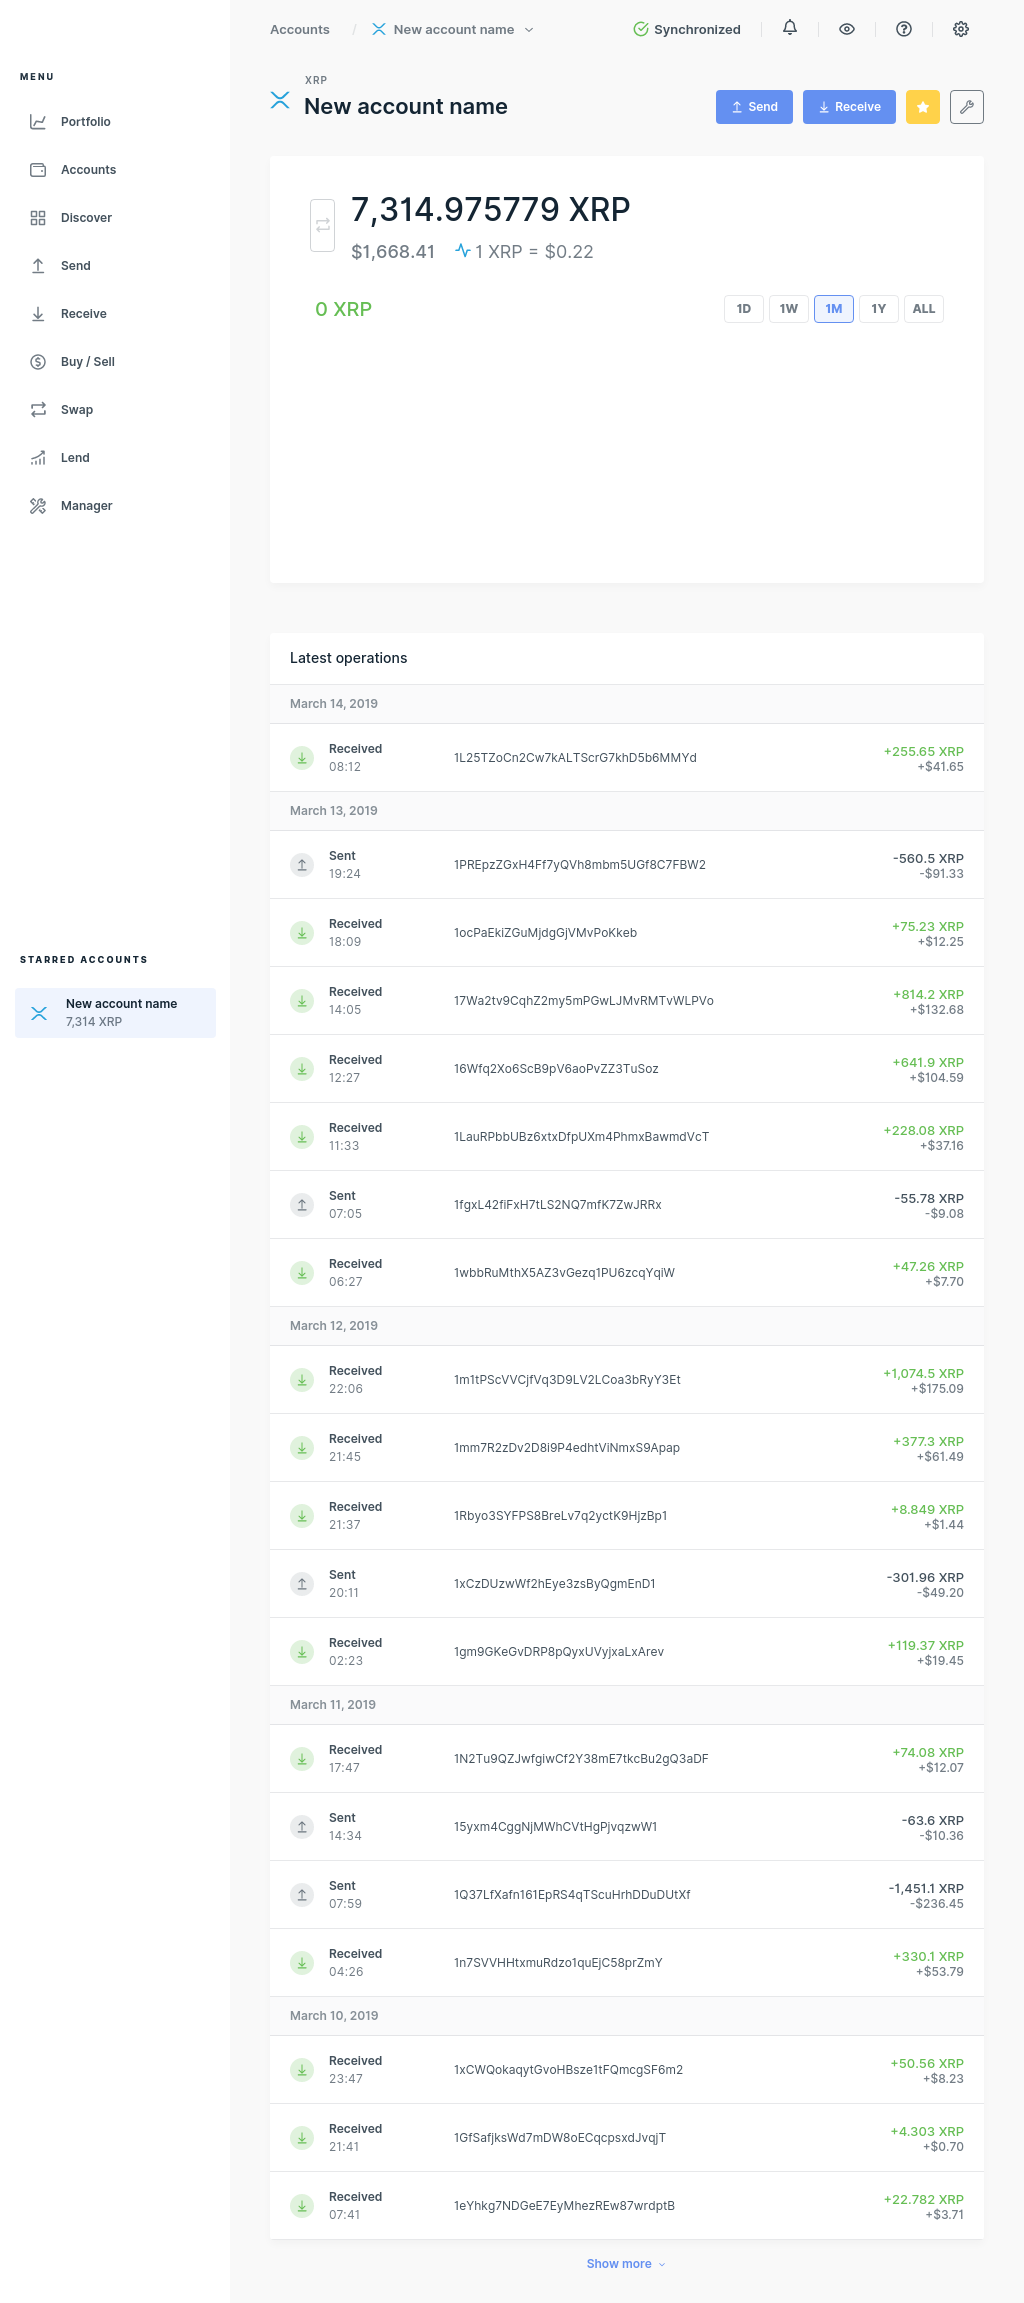 Accounts / New account name
Synchronized
MENU
Portfolio
Accounts
Discover
Send
Receive
Buy / Sell
Swap
Lend
Manager
STARRED ACCOUNTS
New account name
7,314 XRP
XRP
New account name
Send
Receive
7,314.975779 XRP
$1,668.41 1 XRP = $0.22
0 XRP
1D 1W 1M 1Y ALL
Latest operations
March 14, 2019
Received 08:12 1L25TZoCn2Cw7kALTScrG7khD5b6MMYd +255.65 XRP +$41.65
March 13, 2019
Sent 19:24 1PREpzZGxH4Ff7yQVh8mbm5UGf8C7FBW2 -560.5 XRP -$91.33
Received 18:09 1ocPaEkiZGuMjdgGjVMvPoKkeb +75.23 XRP +$12.25
Received 14:05 17Wa2tv9CqhZ2my5mPGwLJMvRMTvWLPVo +814.2 XRP +$132.68
Received 12:27 16Wfq2Xo6ScB9pV6aoPvZZ3TuSoz +641.9 XRP +$104.59
Received 11:33 1LauRPbbUBz6xtxDfpUXm4PhmxBawmdVcT +228.08 XRP +$37.16
Sent 07:05 1fgxL42fiFxH7tLS2NQ7mfK7ZwJRRx -55.78 XRP -$9.08
Received 06:27 1wbbRuMthX5AZ3vGezq1PU6zcqYqiW +47.26 XRP +$7.70
March 12, 2019
Received 22:06 1m1tPScVVCjfVq3D9LV2LCoa3bRyY3Et +1,074.5 XRP +$175.09
Received 21:45 1mm7R2zDv2D8i9P4edhtViNmxS9Apap +377.3 XRP +$61.49
Received 21:37 1Rbyo3SYFPS8BreLv7q2yctK9HjzBp1 +8.849 XRP +$1.44
Sent 20:11 1xCzDUzwWf2hEye3zsByQgmEnD1 -301.96 XRP -$49.20
Received 02:23 1gm9GKeGvDRP8pQyxUVyjxaLxArev +119.37 XRP +$19.45
March 11, 2019
Received 17:47 1N2Tu9QZJwfgiwCf2Y38mE7tkcBu2gQ3aDF +74.08 XRP +$12.07
Sent 14:34 15yxm4CggNjMWhCVtHgPjvqzwW1 -63.6 XRP -$10.36
Sent 07:59 1Q37LfXafn161EpRS4qTScuHrhDDuDUtXf -1,451.1 XRP -$236.45
Received 04:26 1n7SVVHHtxmuRdzo1quEjC58prZmY +330.1 XRP +$53.79
March 10, 2019
Received 23:47 1xCWQokaqytGvoHBsze1tFQmcgSF6m2 +50.56 XRP +$8.23
Received 21:41 1GfSafjksWd7mDW8oECqcpsxdJvqjT +4.303 XRP +$0.70
Received 07:41 1eYhkg7NDGeE7EyMhezREw87wrdptB +22.782 XRP +$3.71
Show more